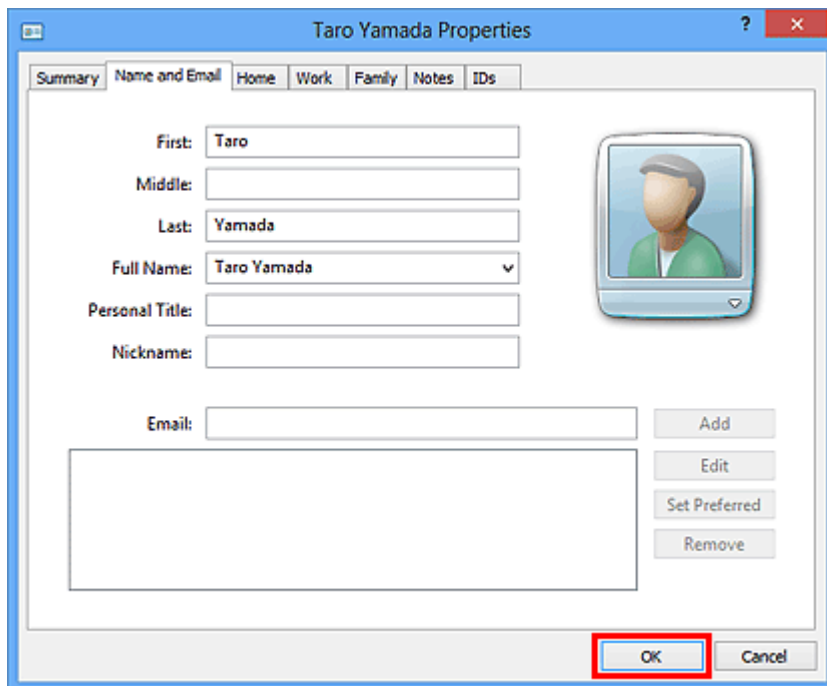 Taro Yamada Properties ?
Summary Name and Email Home Work Family Notes IDs
First: Taro
Middle:
Last: Yamada
Full Name: Taro Yamada
Personal Title:
Nickname:
Email: Add
Edit
Set Preferred
Remove
OK Cancel